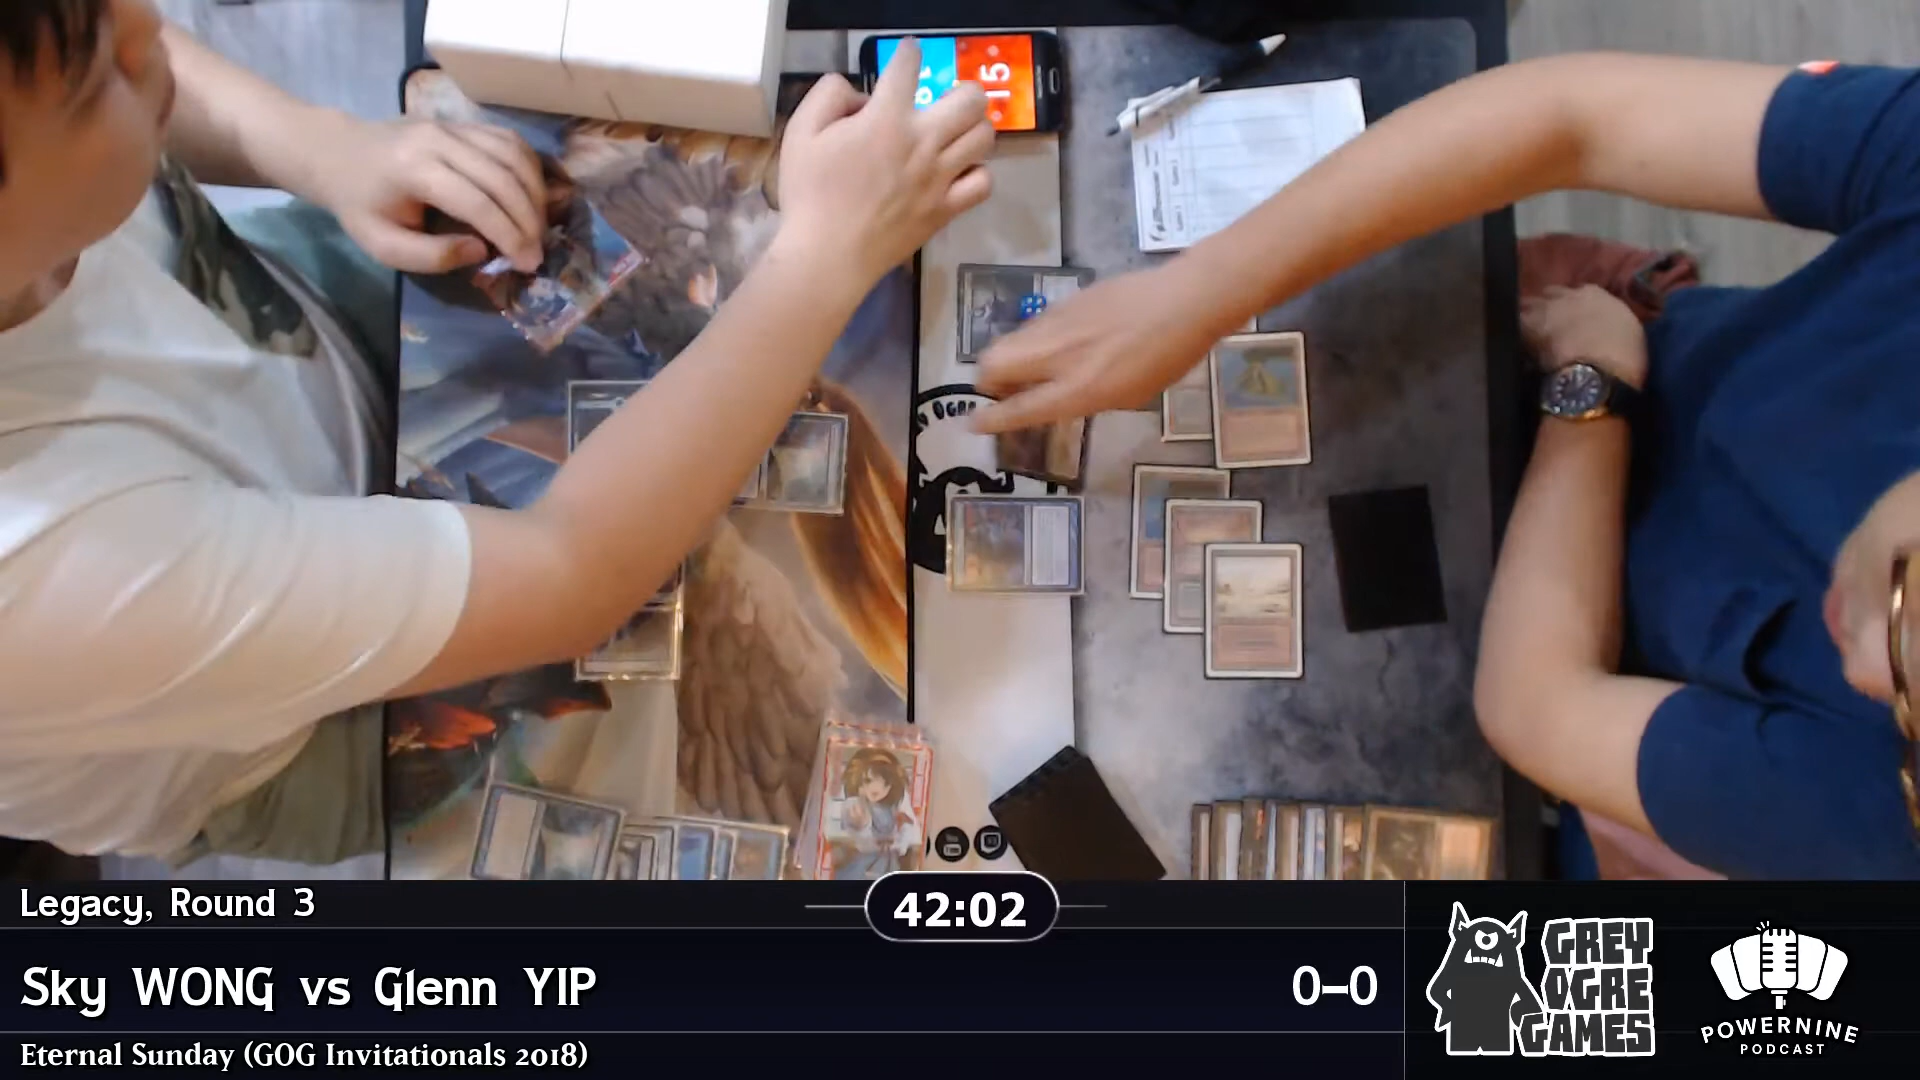 15
Y OGRE
Legacy, Round 3
42:02
Sky WONG vs Glenn YIP
0–0
Eternal Sunday (GOG Invitationals 2018)
GREY
OGRE
GAMES
POWERNINE
PODCAST